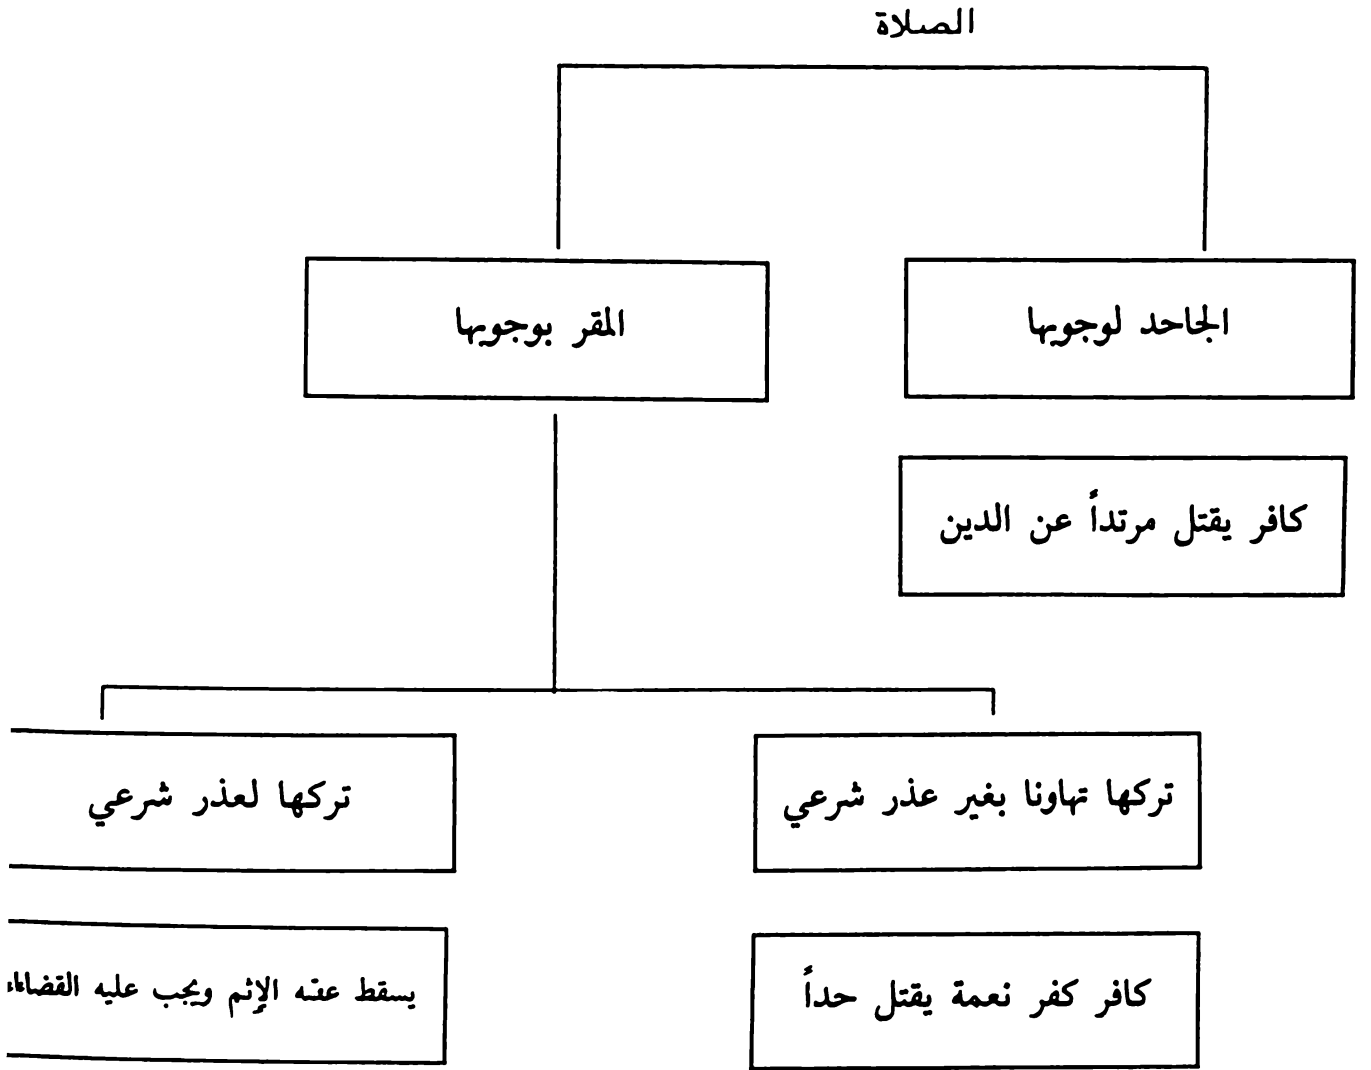 الصلاة
الجاحد لوجوبها
المقر بوجوبها
كافر يقتل مرتداً عن الدين
تركها تهاونا بغير عذر شرعي
تركها لعذر شرعي
كافر كفر نعمة يقتل حداً
يسقط عنه الإثم ويجب عليه القضاء